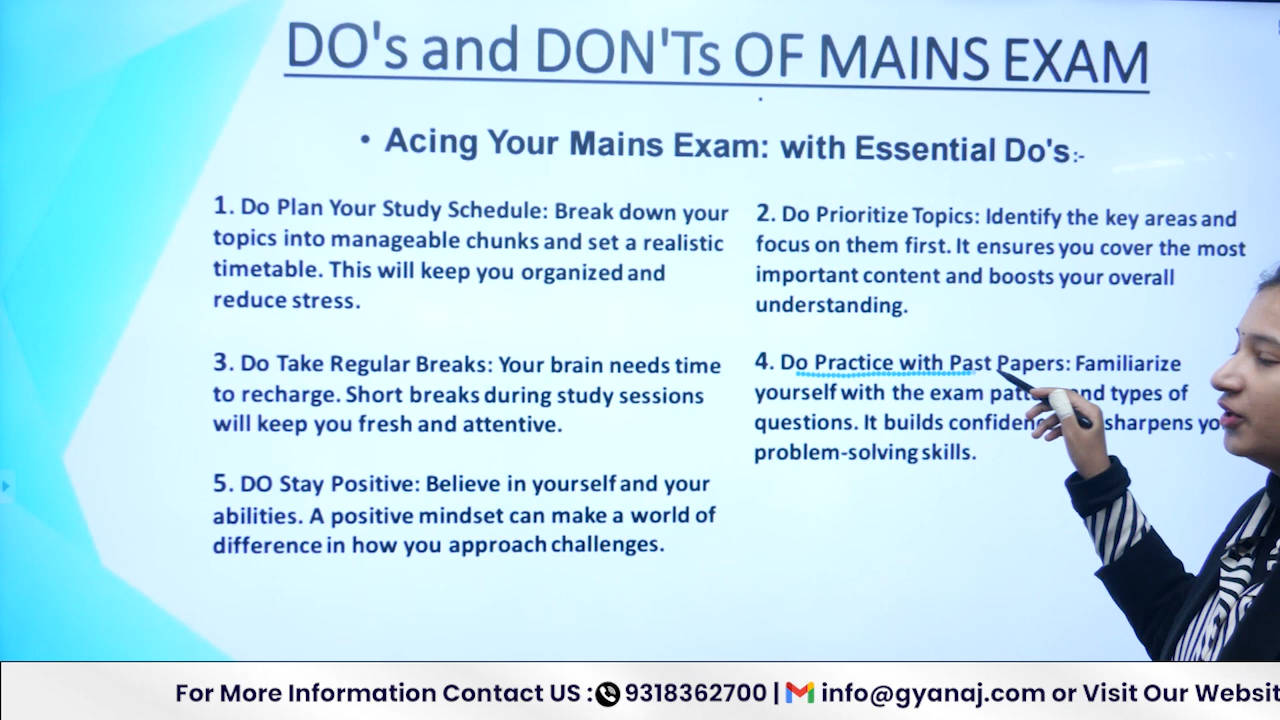 DO's and DON'Ts OF MAINS EXAM
• Acing Your Mains Exam: with Essential Do's:-
1. Do Plan Your Study Schedule: Break down your
topics into manageable chunks and set a realistic
timetable. This will keep you organized and
reduce stress.
2. Do Prioritize Topics: Identify the key areas and
focus on them first. It ensures you cover the most
important content and boosts your overall
understanding.
3. Do Take Regular Breaks: Your brain needs time
to recharge. Short breaks during study sessions
will keep you fresh and attentive.
4. Do Practice with Past Papers: Familiarize
yourself with the exam and types of
questions. It builds sharpens
problem-solving skills.
5. DO Stay Positive: Believe in yourself and your
abilities. A positive mindset can make a world of
difference in how you approach challenges.
For More Information Contact US : 9318362700 | info@gyanaj.com or Visit Our